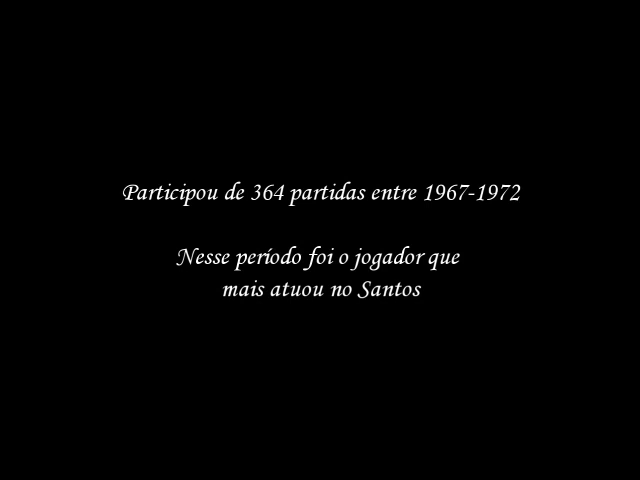 Participou de 364 partidas entre 1967-1972
Nesse período foi o jogador que
mais atuou no Santos